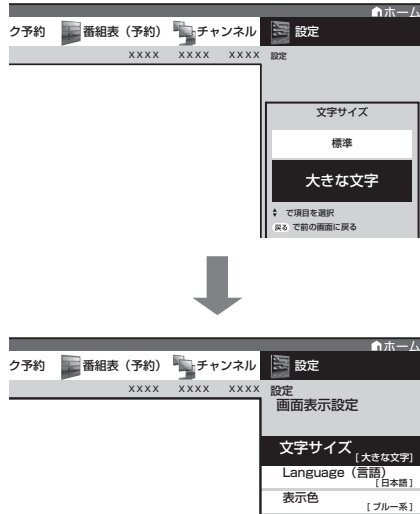 ホーム
ク予約 番組表（予約） チャンネル 設定
XXXX XXXX XXXX 設定
文字サイズ
標準
大きな文字
で項目を選択
戻る で前の画面に戻る
ホーム
ク予約 番組表（予約） チャンネル 設定
XXXX XXXX XXXX 設定
画面表示設定
文字サイズ
[大きな文字]
Language（言語）
[日本語]
表示色
[ブルー系]